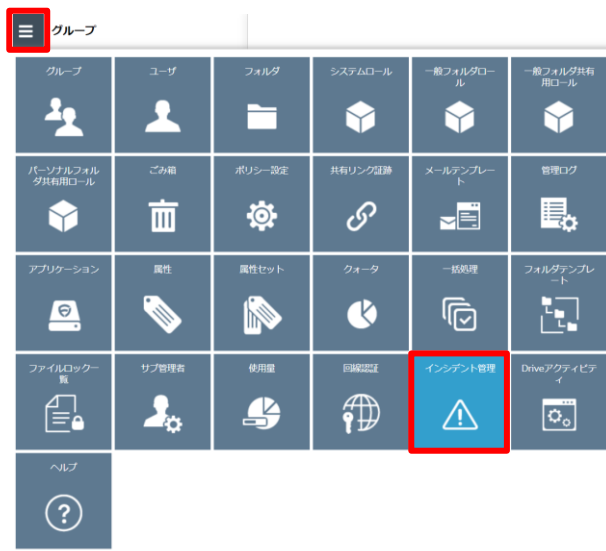 グループ
グループ
ユーザ
フォルダ
システムロール
一般フォルダロー
ル
一般フォルダ共有
用ロール
パーソナルフォル
ダ共有用ロール
ごみ箱
ポリシー設定
共有リンク証跡
メールテンプレー
ト
管理ログ
アプリケーション
属性
属性セット
クォータ
一括処理
フォルダテンプレ
ート
ファイルロック一
覧
サブ管理者
使用量
回線認証
インシデント管理
Driveアクティビテ
ィ
ヘルプ